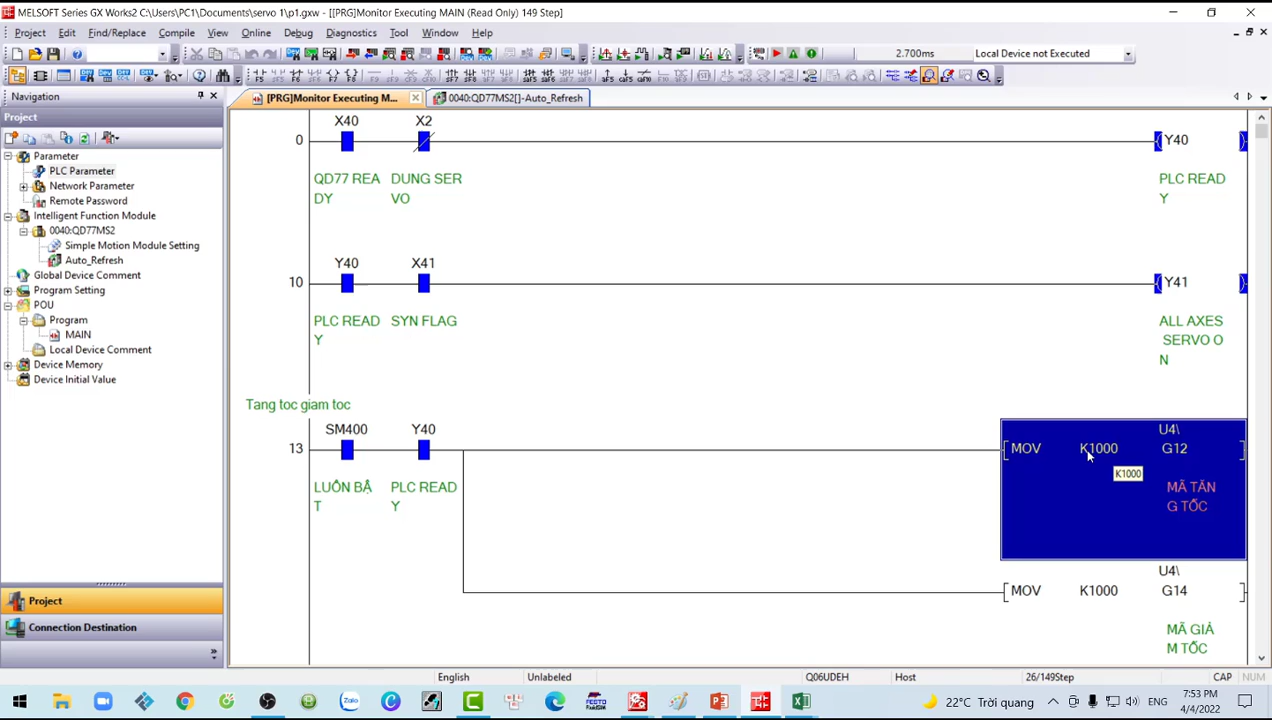 MELSOFT Series GX Works2 C:\Users\PC1\Documents\servo 1\p1.gxw - [[PRG]Monitor Executing MAIN (Read Only) 149 Step]
Project Edit Find/Replace Compile View Online Debug Diagnostics Tool Window Help
2.700ms Local Device not Executed
Navigation
[PRG]Monitor Executing M... 0040:QD77MS2[]-Auto_Refresh
Project
Parameter
PLC Parameter
Network Parameter
Remote Password
Intelligent Function Module
0040:QD77MS2
Simple Motion Module Setting
Auto_Refresh
Global Device Comment
Program Setting
POU
Program
MAIN
Local Device Comment
Device Memory
Device Initial Value
Project
Connection Destination
X40 X2
0 Y40
QD77 REA DUNG SER PLC READ
DY VO Y
Y40 X41
10 Y41
PLC READ SYN FLAG ALL AXES
Y SERVO O
N
Tang toc giam toc
SM400 Y40 U4\
13 MOV K1000 G12
K1000
LUÔN BẬ PLC READ MÃ TĂN
T Y G TỐC
U4\
MOV K1000 G14
MÃ GIẢ
M TỐC
English Unlabeled Q06UDEH Host 26/149Step CAP NUM
22°C Trời quang ENG 7:53 PM
4/4/2022